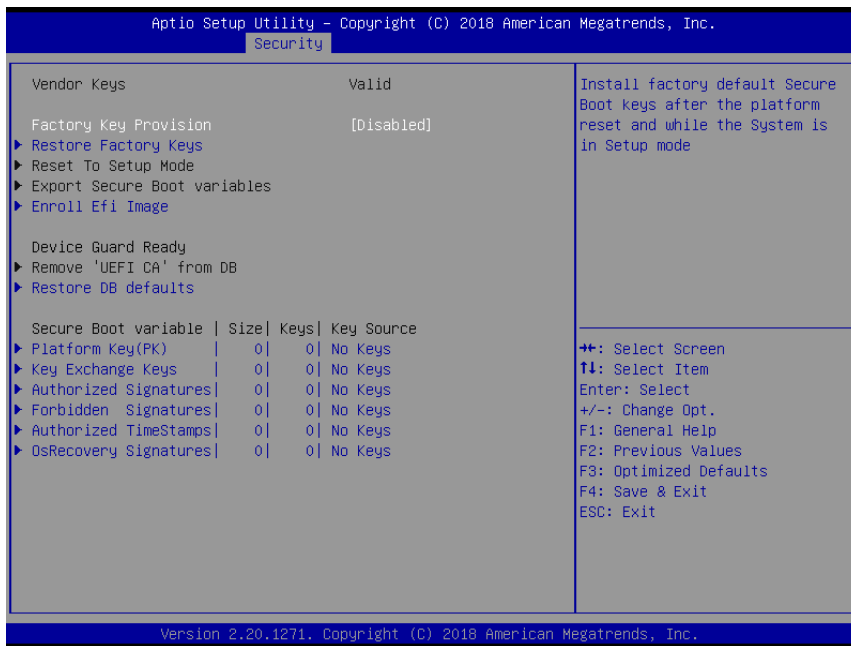 Aptio Setup Utility – Copyright (C) 2018 American Megatrends, Inc.
Security
Vendor Keys Valid
Factory Key Provision [Disabled]
Restore Factory Keys
Reset To Setup Mode
Export Secure Boot variables
Enroll Efi Image
Device Guard Ready
Remove 'UEFI CA' from DB
Restore DB defaults
Secure Boot variable | Size| Keys| Key Source
Platform Key(PK) | 0| 0| No Keys
Key Exchange Keys | 0| 0| No Keys
Authorized Signatures| 0| 0| No Keys
Forbidden Signatures| 0| 0| No Keys
Authorized TimeStamps| 0| 0| No Keys
OsRecovery Signatures| 0| 0| No Keys
Install factory default Secure
Boot keys after the platform
reset and while the System is
in Setup mode
→←: Select Screen
↑↓: Select Item
Enter: Select
+/-: Change Opt.
F1: General Help
F2: Previous Values
F3: Optimized Defaults
F4: Save & Exit
ESC: Exit
Version 2.20.1271. Copyright (C) 2018 American Megatrends, Inc.